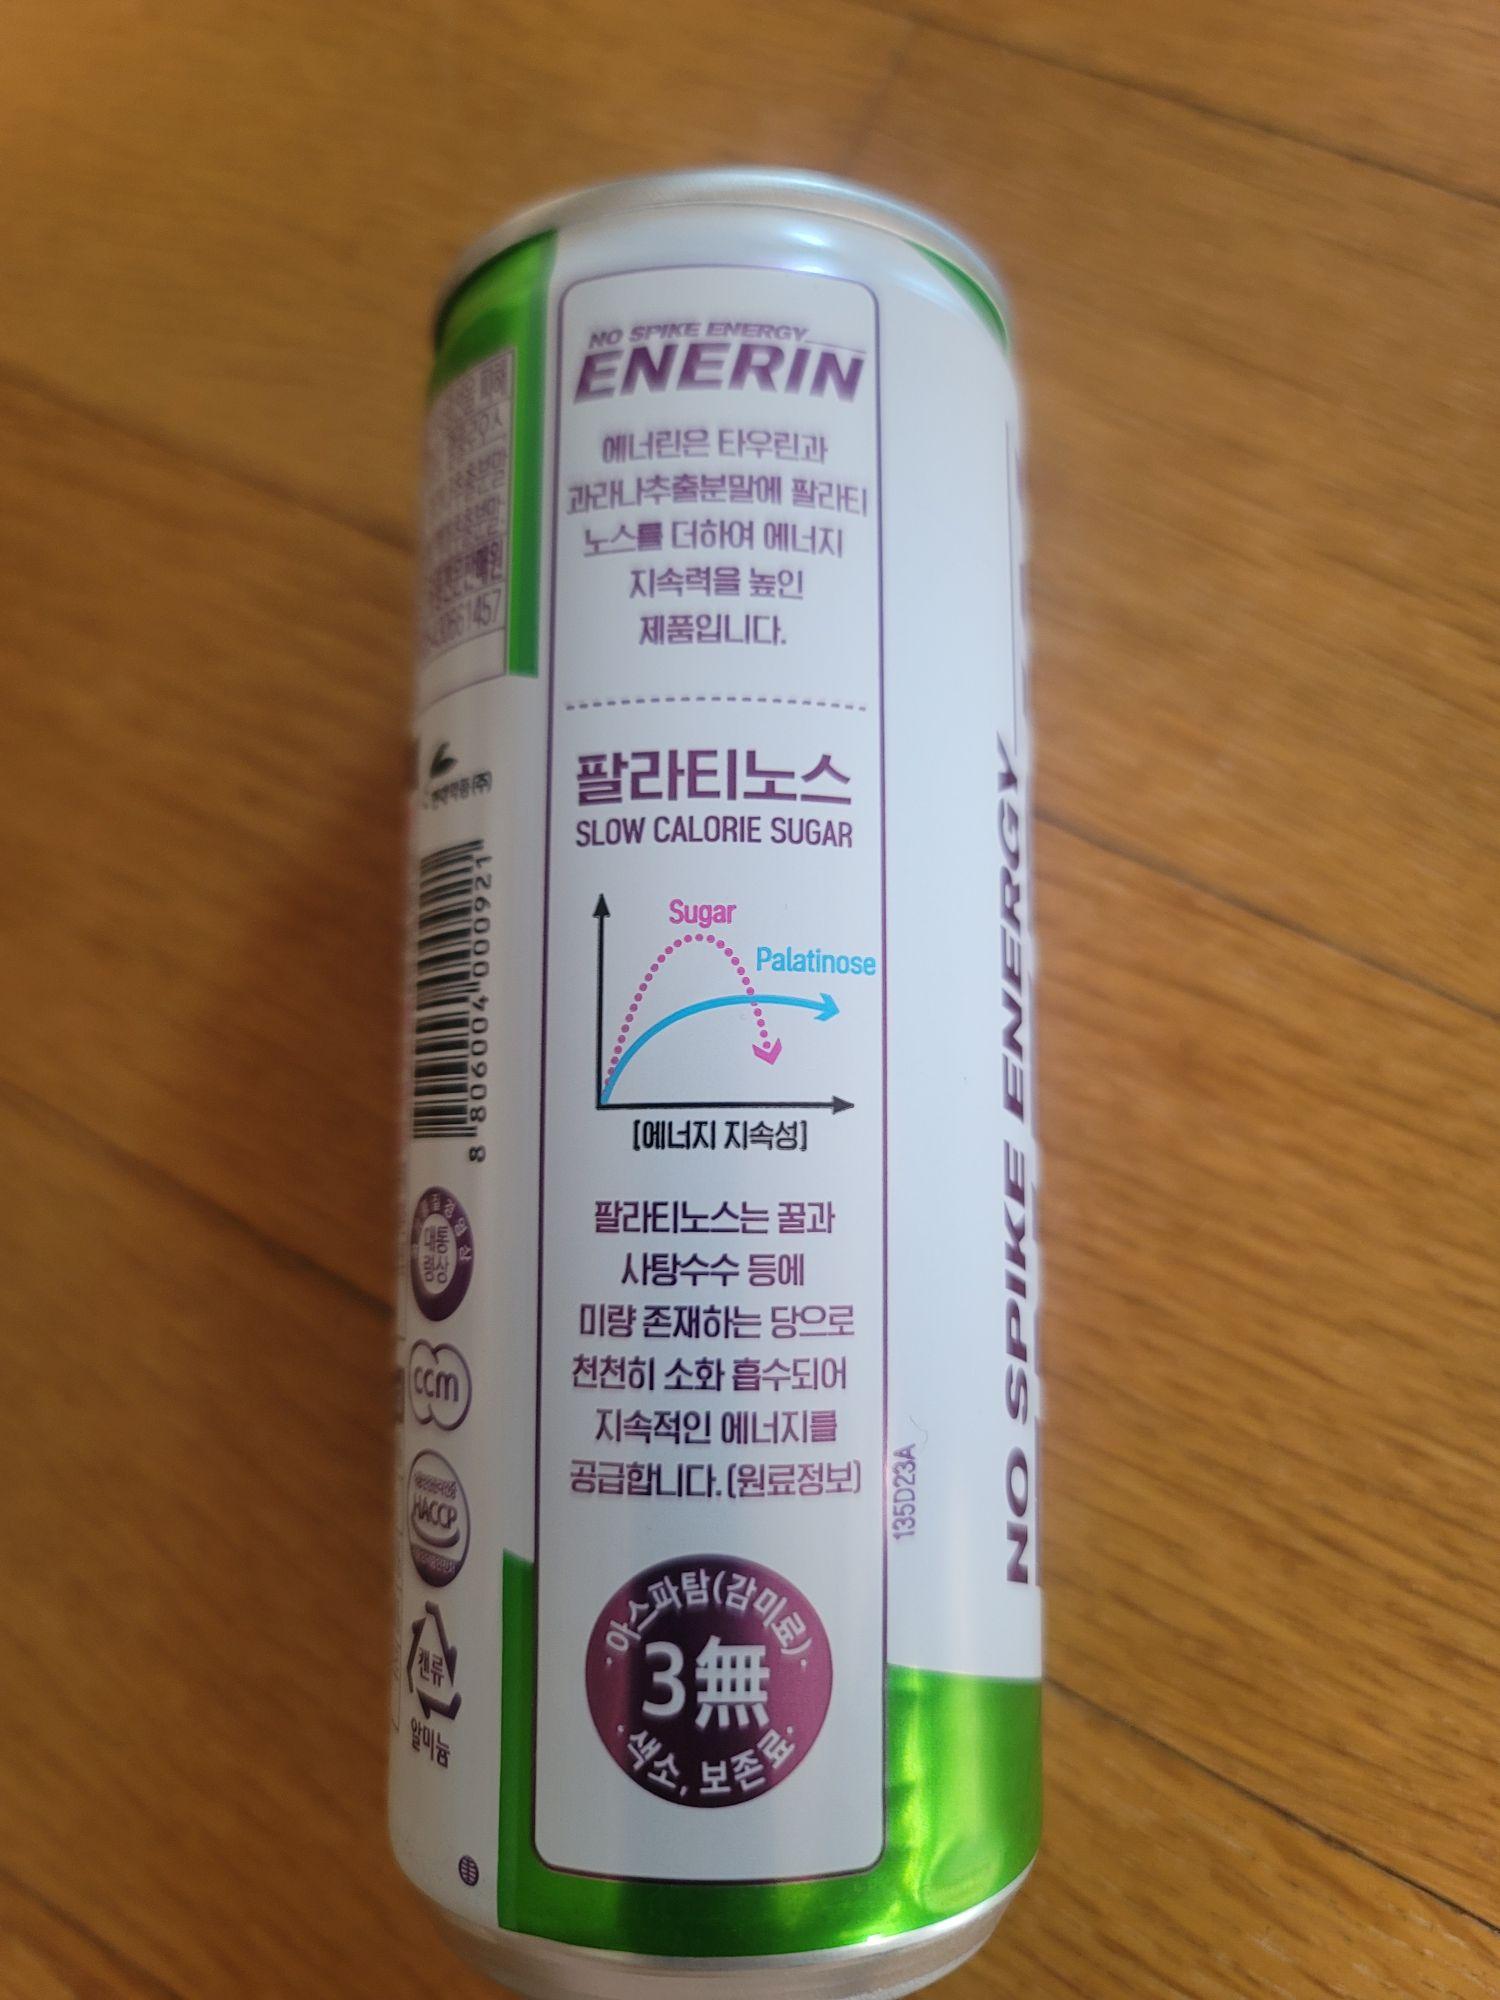 NO SPIKE ENERGY
ENERIN
에너린은 타우린과
과라나추출분말에 팔라티
노스를 더하여 에너지
지속력을 높인
제품입니다.
팔라티노스
SLOW CALORIE SUGAR
Sugar
Palatinose
[에너지 지속성]
팔라티노스는 꿀과
사탕수수 등에
미량 존재하는 당으로
천천히 소화 흡수되어
지속적인 에너지를
공급합니다.(원료정보)
·아스파탐(감미료)·
3無
·색소, 보존료·
135D23A
NO SPIKE ENERGY
8 806004 000921
대통
령상
ccm
HACCP
캔류
알미늄